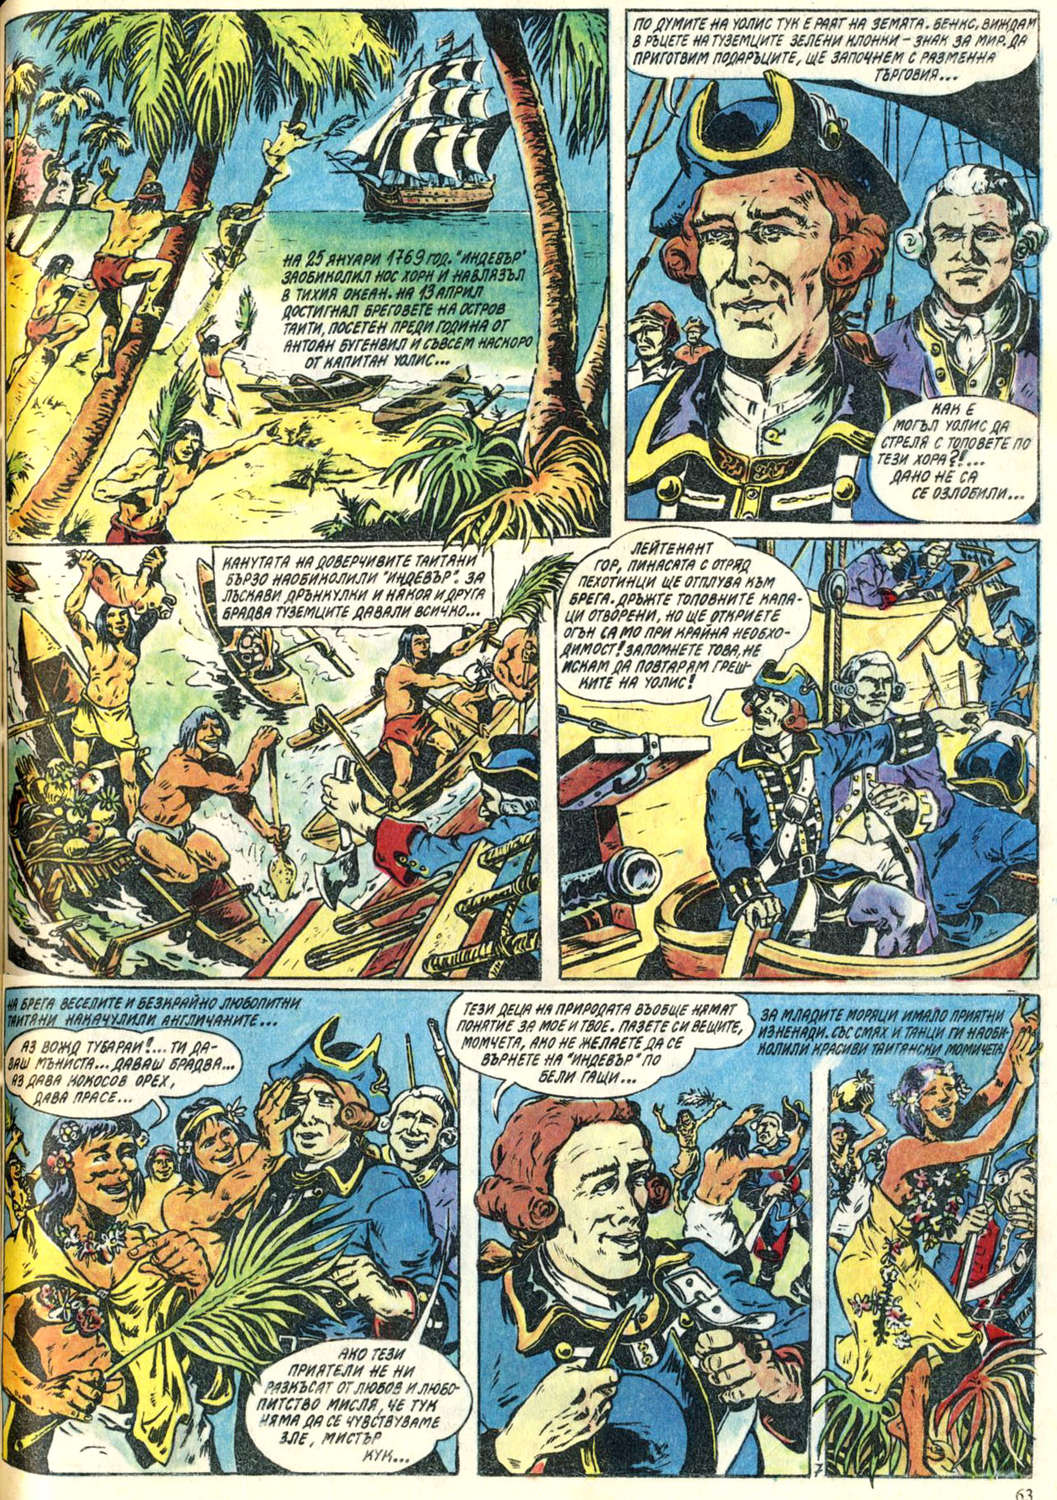 НА 25 ЯНУАРИ 1769 ГОД. "ИНДЕВЪР"
ЗАОБИКОЛИЛ НОС ХОРН И НАВЛЯЗЪЛ
В ТИХИЯ ОКЕАН. НА 13 АПРИЛ
ДОСТИГНАЛ БРЕГОВЕТЕ НА ОСТРОВ
ТАИТИ, ПОСЕТЕН ПРЕДИ ГОДИНА ОТ
АНТОАН БУГЕНВИЛ И СЪВСЕМ НАСКОРО
ОТ КАПИТАН УОЛИС...
ПО ДУМИТЕ НА УОЛИС ТУК Е РАЯТ НА ЗЕМЯТА. БЕНКС, ВИЖДАМ
В РЪЦЕТЕ НА ТУЗЕМЦИТЕ ЗЕЛЕНИ КЛОНКИ – ЗНАК ЗА МИР. ДА
ПРИГОТВИМ ПОДАРЪЦИТЕ, ЩЕ ЗАПОЧНЕМ С РАЗМЕННА
ТЪРГОВИЯ...
КАК Е
МОГЪЛ УОЛИС ДА
СТРЕЛЯ С ТОПОВЕТЕ ПО
ТЕЗИ ХОРА?!...
ДАНО НЕ СА
СЕ ОЗЛОБИЛИ...
КАНУТАТА НА ДОВЕРЧИВИТЕ ТАИТЯНИ
БЪРЗО НАОБИКОЛИЛИ "ИНДЕВЪР". ЗА
ЛЪСКАВИ ДРЪНКУЛКИ И НЯКОЯ И ДРУГА
БРАДВА ТУЗЕМЦИТЕ ДАВАЛИ ВСИЧКО...
ЛЕЙТЕНАНТ
ГОР, ПИНАСАТА С ОТРЯД
ПЕХОТИНЦИ ЩЕ ОТПЛУВА КЪМ
БРЕГА. ДРЪЖТЕ ТОПОВНИТЕ КАПА-
ЦИ ОТВОРЕНИ, НО ЩЕ ОТКРИЕТЕ
ОГЪН САМО ПРИ КРАЙНА НЕОБХО-
ДИМОСТ! ЗАПОМНЕТЕ ТОВА, НЕ
ИСКАМ ДА ПОВТАРЯМ ГРЕШ-
КИТЕ НА УОЛИС!
НА БРЕГА ВЕСЕЛИТЕ И БЕЗКРАЙНО ЛЮБОПИТНИ
ТАИТЯНИ НАКАЧУЛИЛИ АНГЛИЧАНИТЕ...
АЗ ВОЖД ТУБАРАИ!... ТИ ДА-
ВАШ МЪНИСТА... ДАВАШ БРАДВА...
АЗ ДАВА КОКОСОВ ОРЕХ,
ДАВА ПРАСЕ...
АКО ТЕЗИ
ПРИЯТЕЛИ НЕ НИ
РАЗКЪСАТ ОТ ЛЮБОВ И ЛЮБО-
ПИТСТВО МИСЛЯ, ЧЕ ТУК
НЯМА ДА СЕ ЧУВСТВУВАМЕ
ЗЛЕ, МИСТЪР
КУК...
ТЕЗИ ДЕЦА НА ПРИРОДАТА ВЪОБЩЕ НЯМАТ
ПОНЯТИЕ ЗА МОЕ И ТВОЕ. ПАЗЕТЕ СИ ВЕЩИТЕ,
МОМЧЕТА, АКО НЕ ЖЕЛАЕТЕ ДА СЕ
ВЪРНЕТЕ НА "ИНДЕВЪР" ПО
БЕЛИ ГАЩИ...
ЗА МЛАДИТЕ МОРЯЦИ ИМАЛО ПРИЯТНИ
ИЗНЕНАДИ. СЪС СМЯХ И ТАНЦИ ГИ НАОБИ-
КОЛИЛИ КРАСИВИ ТАИТЯНСКИ МОМИЧЕТА.
7
63